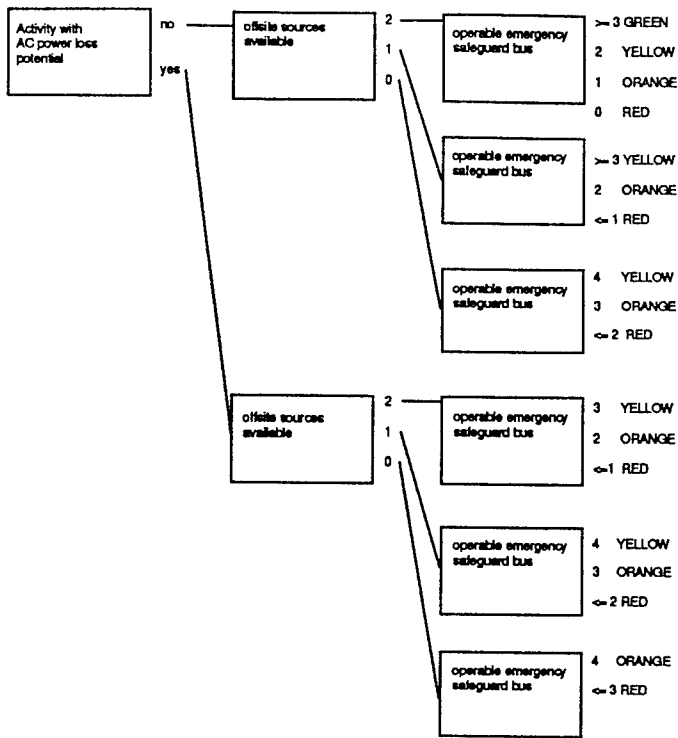 Activity with
AC power loss
potential
no
yes
offsite sources
available
2
1
0
operable emergency
safeguard bus
>= 3 GREEN
2 YELLOW
1 ORANGE
0 RED
operable emergency
safeguard bus
>= 3 YELLOW
2 ORANGE
<= 1 RED
operable emergency
safeguard bus
4 YELLOW
3 ORANGE
<= 2 RED
offsite sources
available
2
1
0
operable emergency
safeguard bus
3 YELLOW
2 ORANGE
<=1 RED
operable emergency
safeguard bus
4 YELLOW
3 ORANGE
<= 2 RED
operable emergency
safeguard bus
4 ORANGE
<= 3 RED